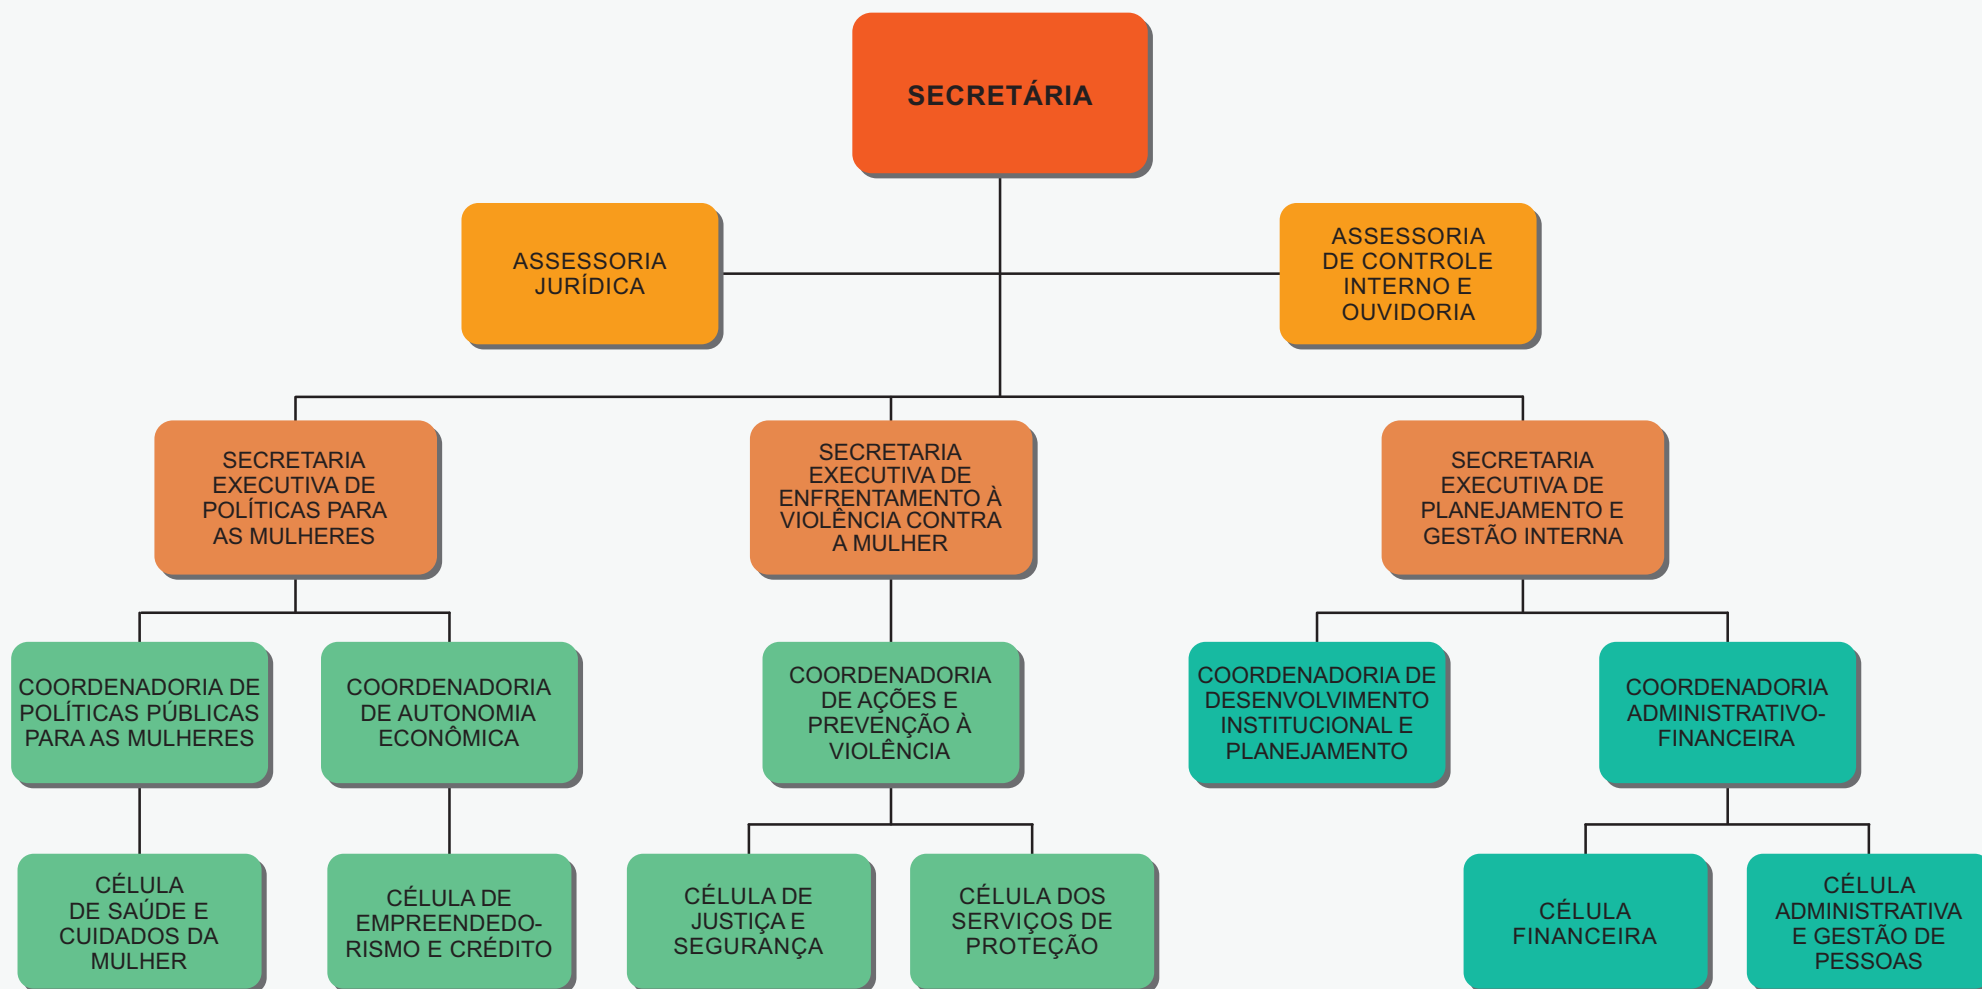 SECRETÁRIA
ASSESSORIA
JURÍDICA
ASSESSORIA
DE CONTROLE
INTERNO E
OUVIDORIA
SECRETARIA
EXECUTIVA DE
POLÍTICAS PARA
AS MULHERES
SECRETARIA
EXECUTIVA DE
ENFRENTAMENTO À
VIOLÊNCIA CONTRA
A MULHER
SECRETARIA
EXECUTIVA DE
PLANEJAMENTO E
GESTÃO INTERNA
COORDENADORIA DE
POLÍTICAS PÚBLICAS
PARA AS MULHERES
COORDENADORIA
DE AUTONOMIA
ECONÔMICA
COORDENADORIA
DE AÇÕES E
PREVENÇÃO À
VIOLÊNCIA
COORDENADORIA DE
DESENVOLVIMENTO
INSTITUCIONAL E
PLANEJAMENTO
COORDENADORIA
ADMINISTRATIVO-
FINANCEIRA
CÉLULA
DE SAÚDE E
CUIDADOS DA
MULHER
CÉLULA DE
EMPREENDEDO-
RISMO E CRÉDITO
CÉLULA DE
JUSTIÇA E
SEGURANÇA
CÉLULA DOS
SERVIÇOS DE
PROTEÇÃO
CÉLULA
FINANCEIRA
CÉLULA
ADMINISTRATIVA
E GESTÃO DE
PESSOAS